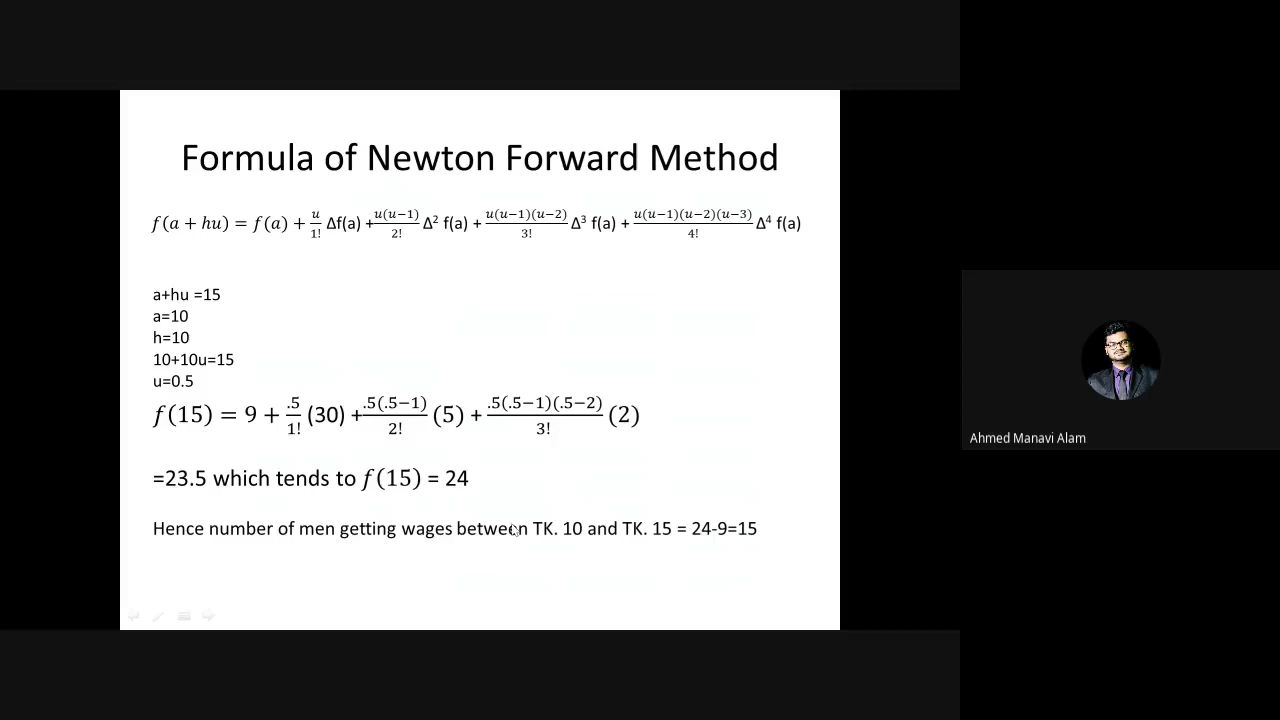 Formula of Newton Forward Method
f(a + hu) = f(a) + u/1! Δf(a) + u(u−1)/2! Δ² f(a) + u(u−1)(u−2)/3! Δ³ f(a) + u(u−1)(u−2)(u−3)/4! Δ⁴ f(a)
a+hu =15
a=10
h=10
10+10u=15
u=0.5
f(15) = 9 + .5/1! (30) + .5(.5−1)/2! (5) + .5(.5−1)(.5−2)/3! (2)
=23.5 which tends to f(15) = 24
Hence number of men getting wages between TK. 10 and TK. 15 = 24-9=15
Ahmed Manavi Alam